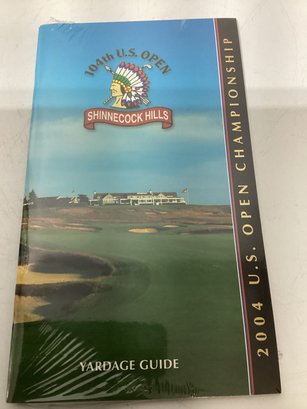 104th U.S. OPEN
SHINNECOCK HILLS
2004 U.S. OPEN CHAMPIONSHIP
YARDAGE GUIDE